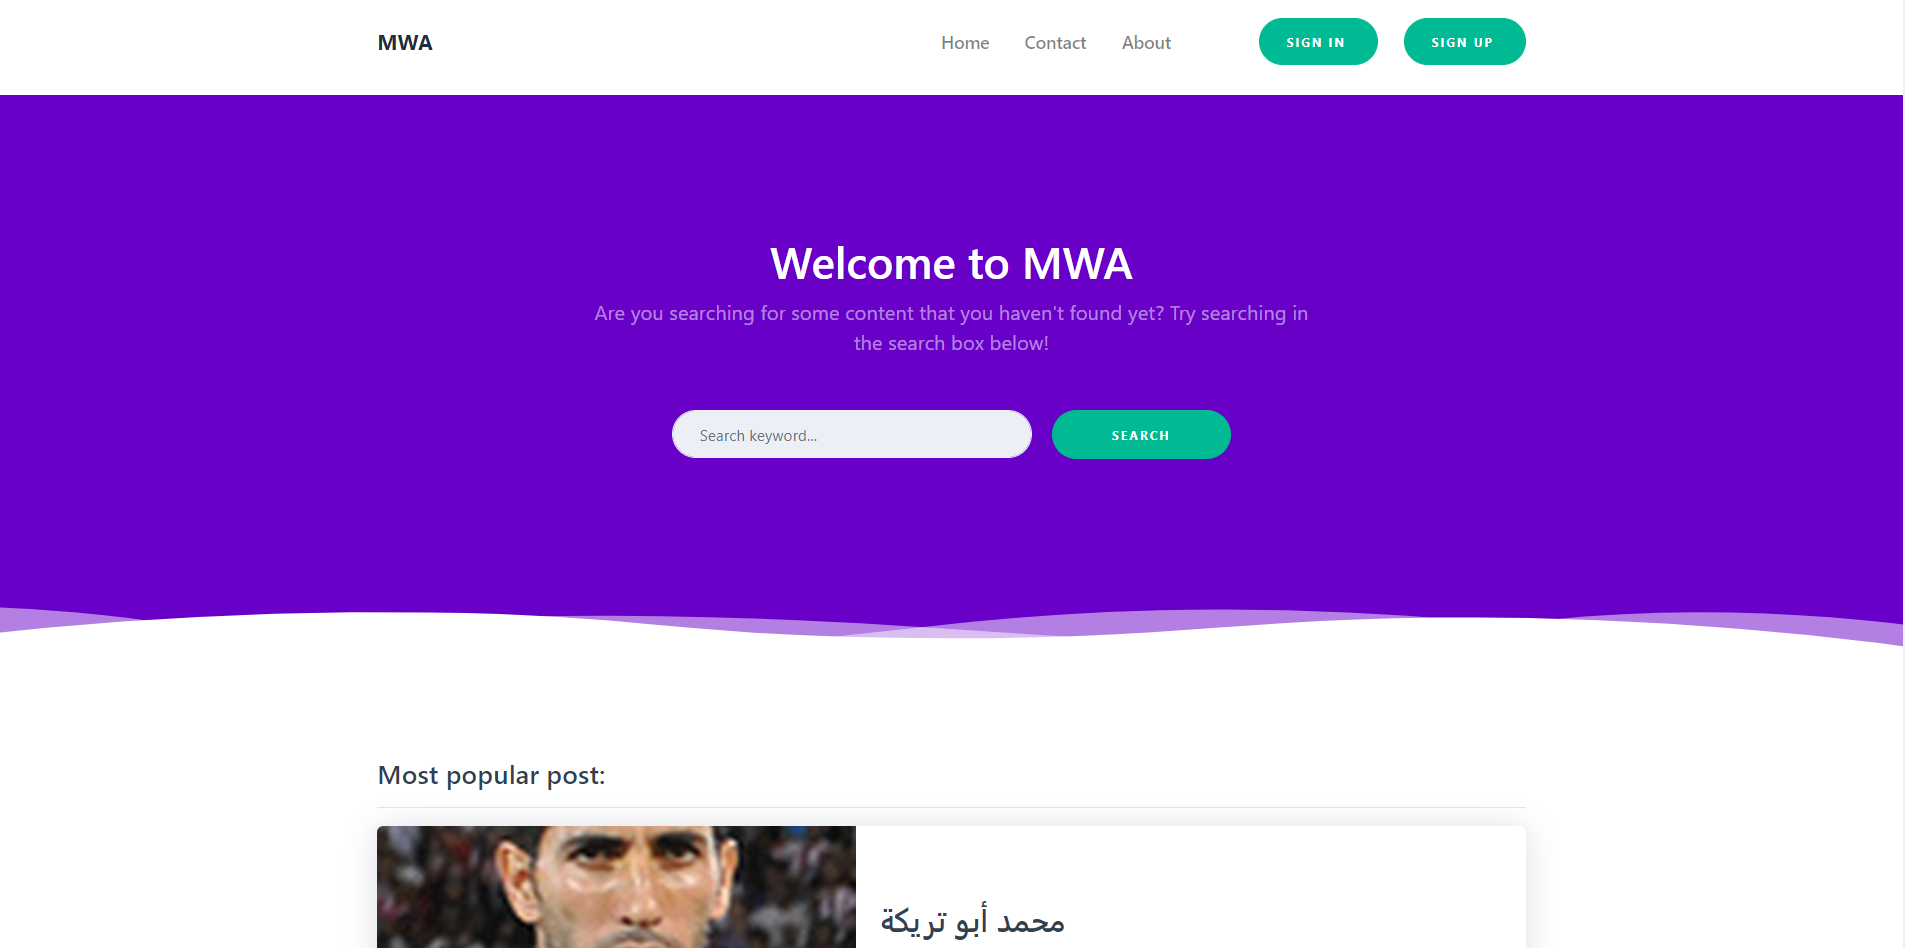 MWA
Home
Contact
About
SIGN IN
SIGN UP
Welcome to MWA
Are you searching for some content that you haven't found yet? Try searching in
the search box below!
Search keyword...
SEARCH
Most popular post:
محمد أبو تريكة